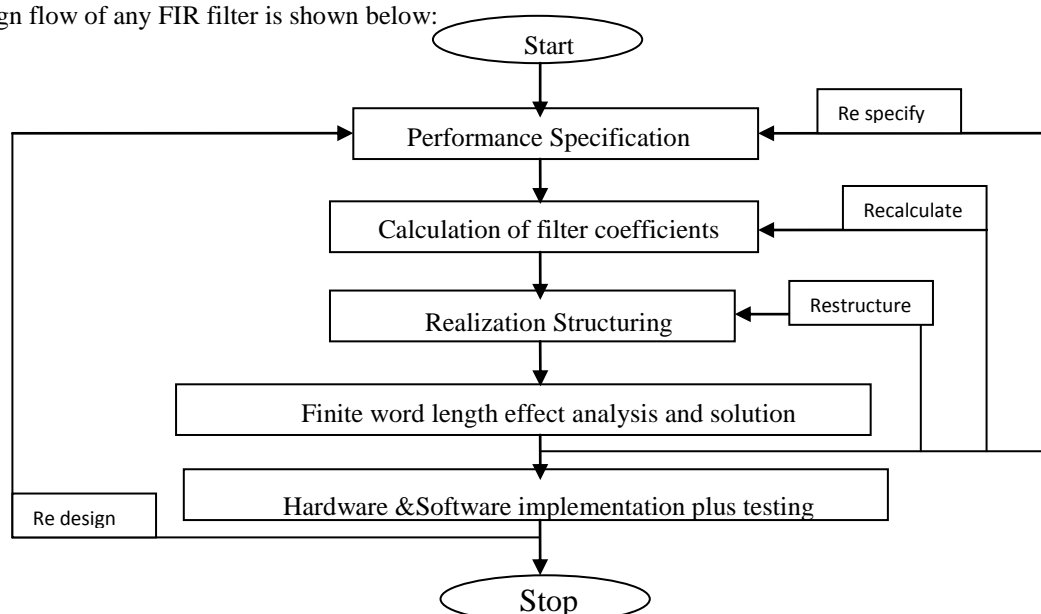 ign flow of any FIR filter is shown below:
Start
Re specify
Performance Specification
Recalculate
Calculation of filter coefficients
Restructure
Realization Structuring
Finite word length effect analysis and solution
Hardware &Software implementation plus testing
Re design
Stop